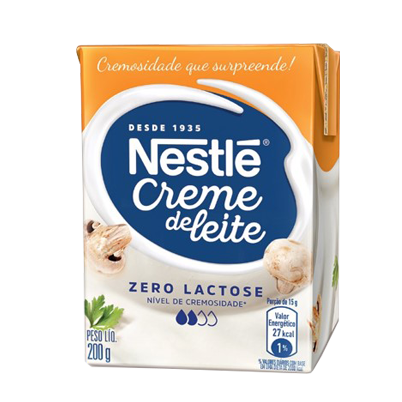 Cremosidade que surpreende!
DESDE 1935
Nestlé®
Creme
de leite
ZERO LACTOSE
NÍVEL DE CREMOSIDADE*
Porção de 15 g
Valor
Energético
27 kcal
1%
PESO LÍQ.
200g